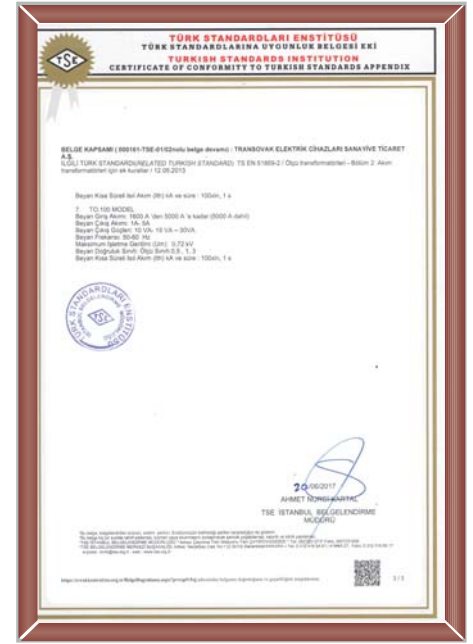 TSE
TÜRK STANDARDLARI ENSTİTÜSÜ
TÜRK STANDARDLARINA UYGUNLUK BELGESİ EKİ
TURKISH STANDARDS INSTITUTION
CERTIFICATE OF CONFORMITY TO TURKISH STANDARDS APPENDIX
BELGE KAPSAMI ( 000161-TSE-01/02nolu belge devamı) : TRANSOVAK ELEKTRİK CİHAZLARI SANAYİVE TİCARET
A.Ş.
İLGİLİ TÜRK STANDARDI(RELATED TURKISH STANDARD): TS EN 61869-2 / Ölçü transformatörleri - Bölüm 2: Akım
transformatörleri için ek kurallar / 12.06.2013
Beyan Kısa Süreli Isıl Akım (Ith) kA ve süre : 100xIn, 1 s
7. TO.100 MODEL
Beyan Giriş Akımı: 1600 A 'den 5000 A 'e kadar (5000 A dahil)
Beyan Çıkış Akımı: 1A- 5A
Beyan Çıkış Güçleri: 10 VA- 15 VA – 30VA
Beyan Frekansı: 50-60 Hz
Maksimum İşletme Gerilimi (Um): 0,72 kV
Beyan Doğruluk Sınıfı: Ölçü Sınıfı 0,5 , 1, 3
Beyan Kısa Süreli Isıl Akım (Ith) kA ve süre : 100xIn, 1 s
TÜRK STANDARDLARI ENSTİTÜSÜ
TSE
20/06/2017
AHMET NURSİ KARTAL
TSE İSTANBUL BELGELENDİRME
MÜDÜRÜ
3/3